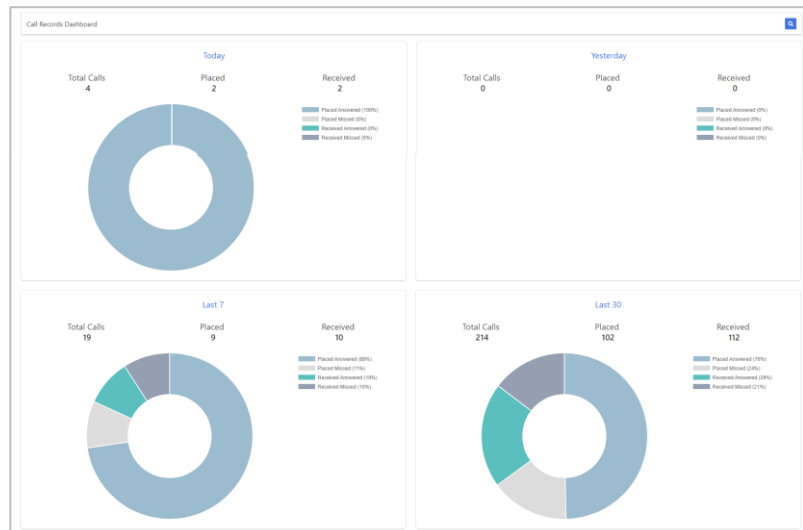 Call Records Dashboard
Today
Total Calls Placed Received
4 2 2
Placed Answered (100%)
Placed Missed (0%)
Received Answered (0%)
Received Missed (0%)
Yesterday
Total Calls Placed Received
0 0 0
Placed Answered (0%)
Placed Missed (0%)
Received Answered (0%)
Received Missed (0%)
Last 7
Total Calls Placed Received
19 9 10
Placed Answered (89%)
Placed Missed (11%)
Received Answered (10%)
Received Missed (10%)
Last 30
Total Calls Placed Received
214 102 112
Placed Answered (76%)
Placed Missed (24%)
Received Answered (29%)
Received Missed (21%)